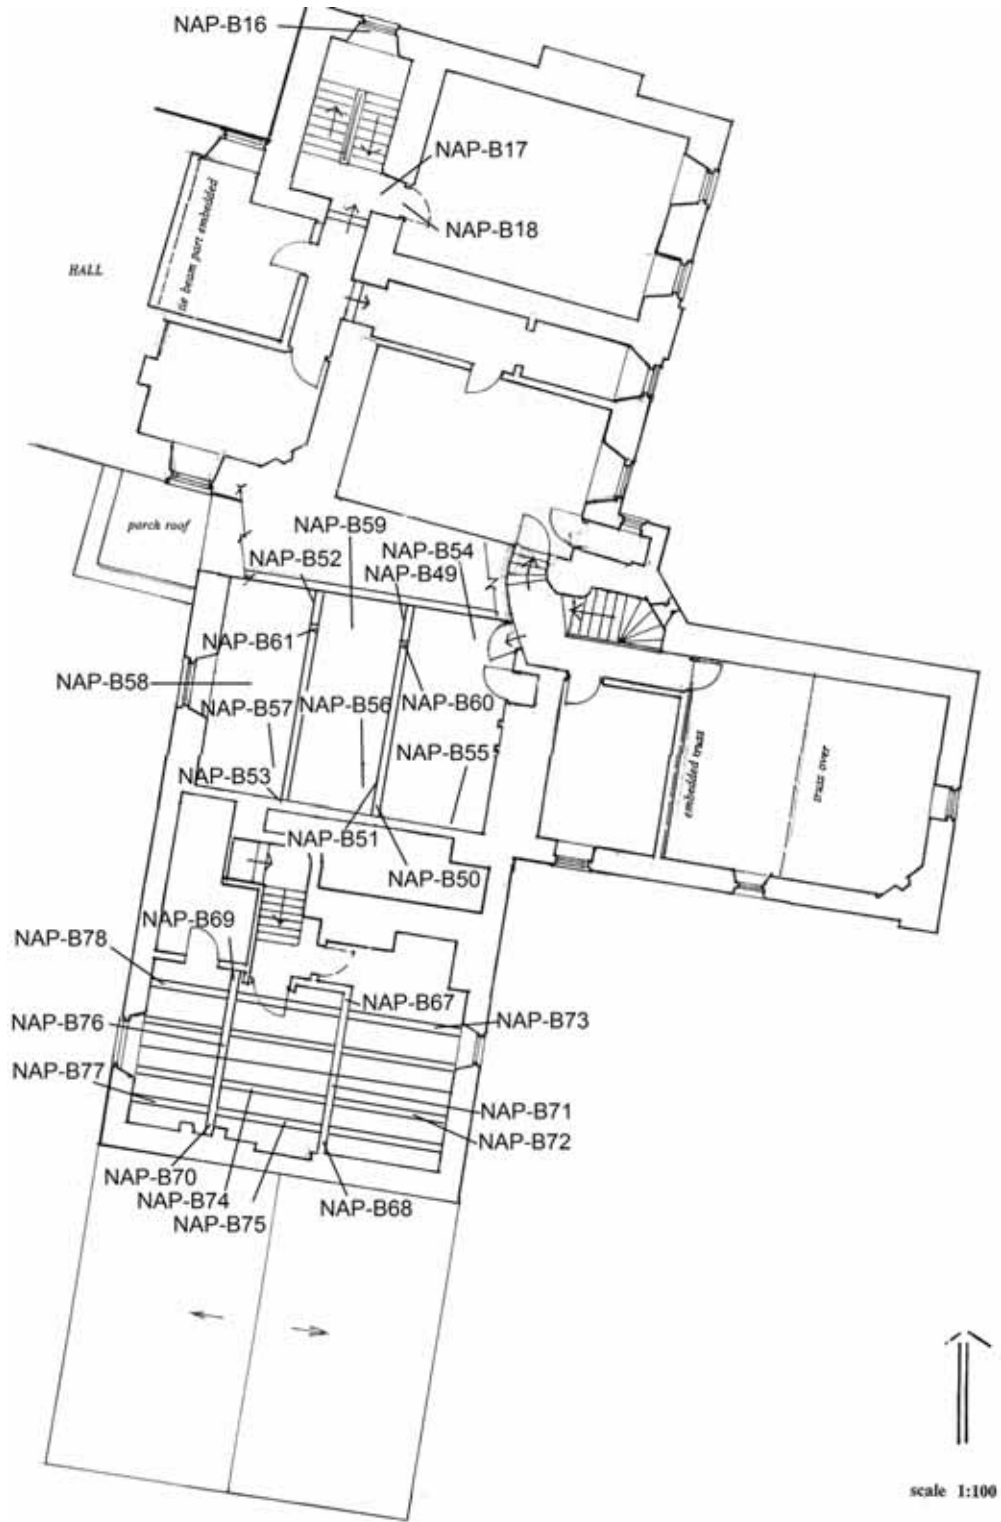 NAP-B16
NAP-B17
NAP-B18
tie beam part embedded
HALL
NAP-B59
porch roof
NAP-B52
NAP-B54
NAP-B49
NAP-B61
NAP-B58
NAP-B57
NAP-B56
NAP-B60
NAP-B55
embedded truss
truss over
NAP-B53
NAP-B51
NAP-B50
NAP-B69
NAP-B78
NAP-B67
NAP-B76
NAP-B73
NAP-B77
NAP-B71
NAP-B72
NAP-B70
NAP-B74
NAP-B75
NAP-B68
scale 1:100